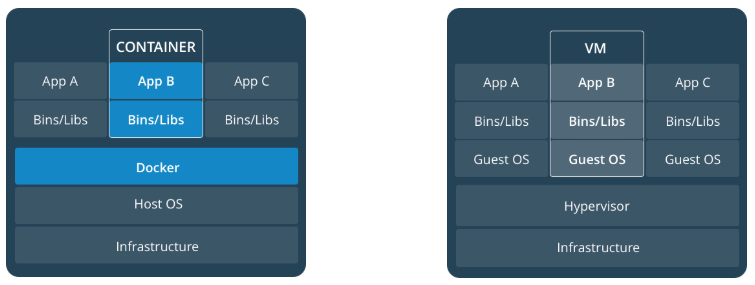 CONTAINER
App A
App B
App C
Bins/Libs
Bins/Libs
Bins/Libs
Docker
Host OS
Infrastructure
VM
App A
App B
App C
Bins/Libs
Bins/Libs
Bins/Libs
Guest OS
Guest OS
Guest OS
Hypervisor
Infrastructure